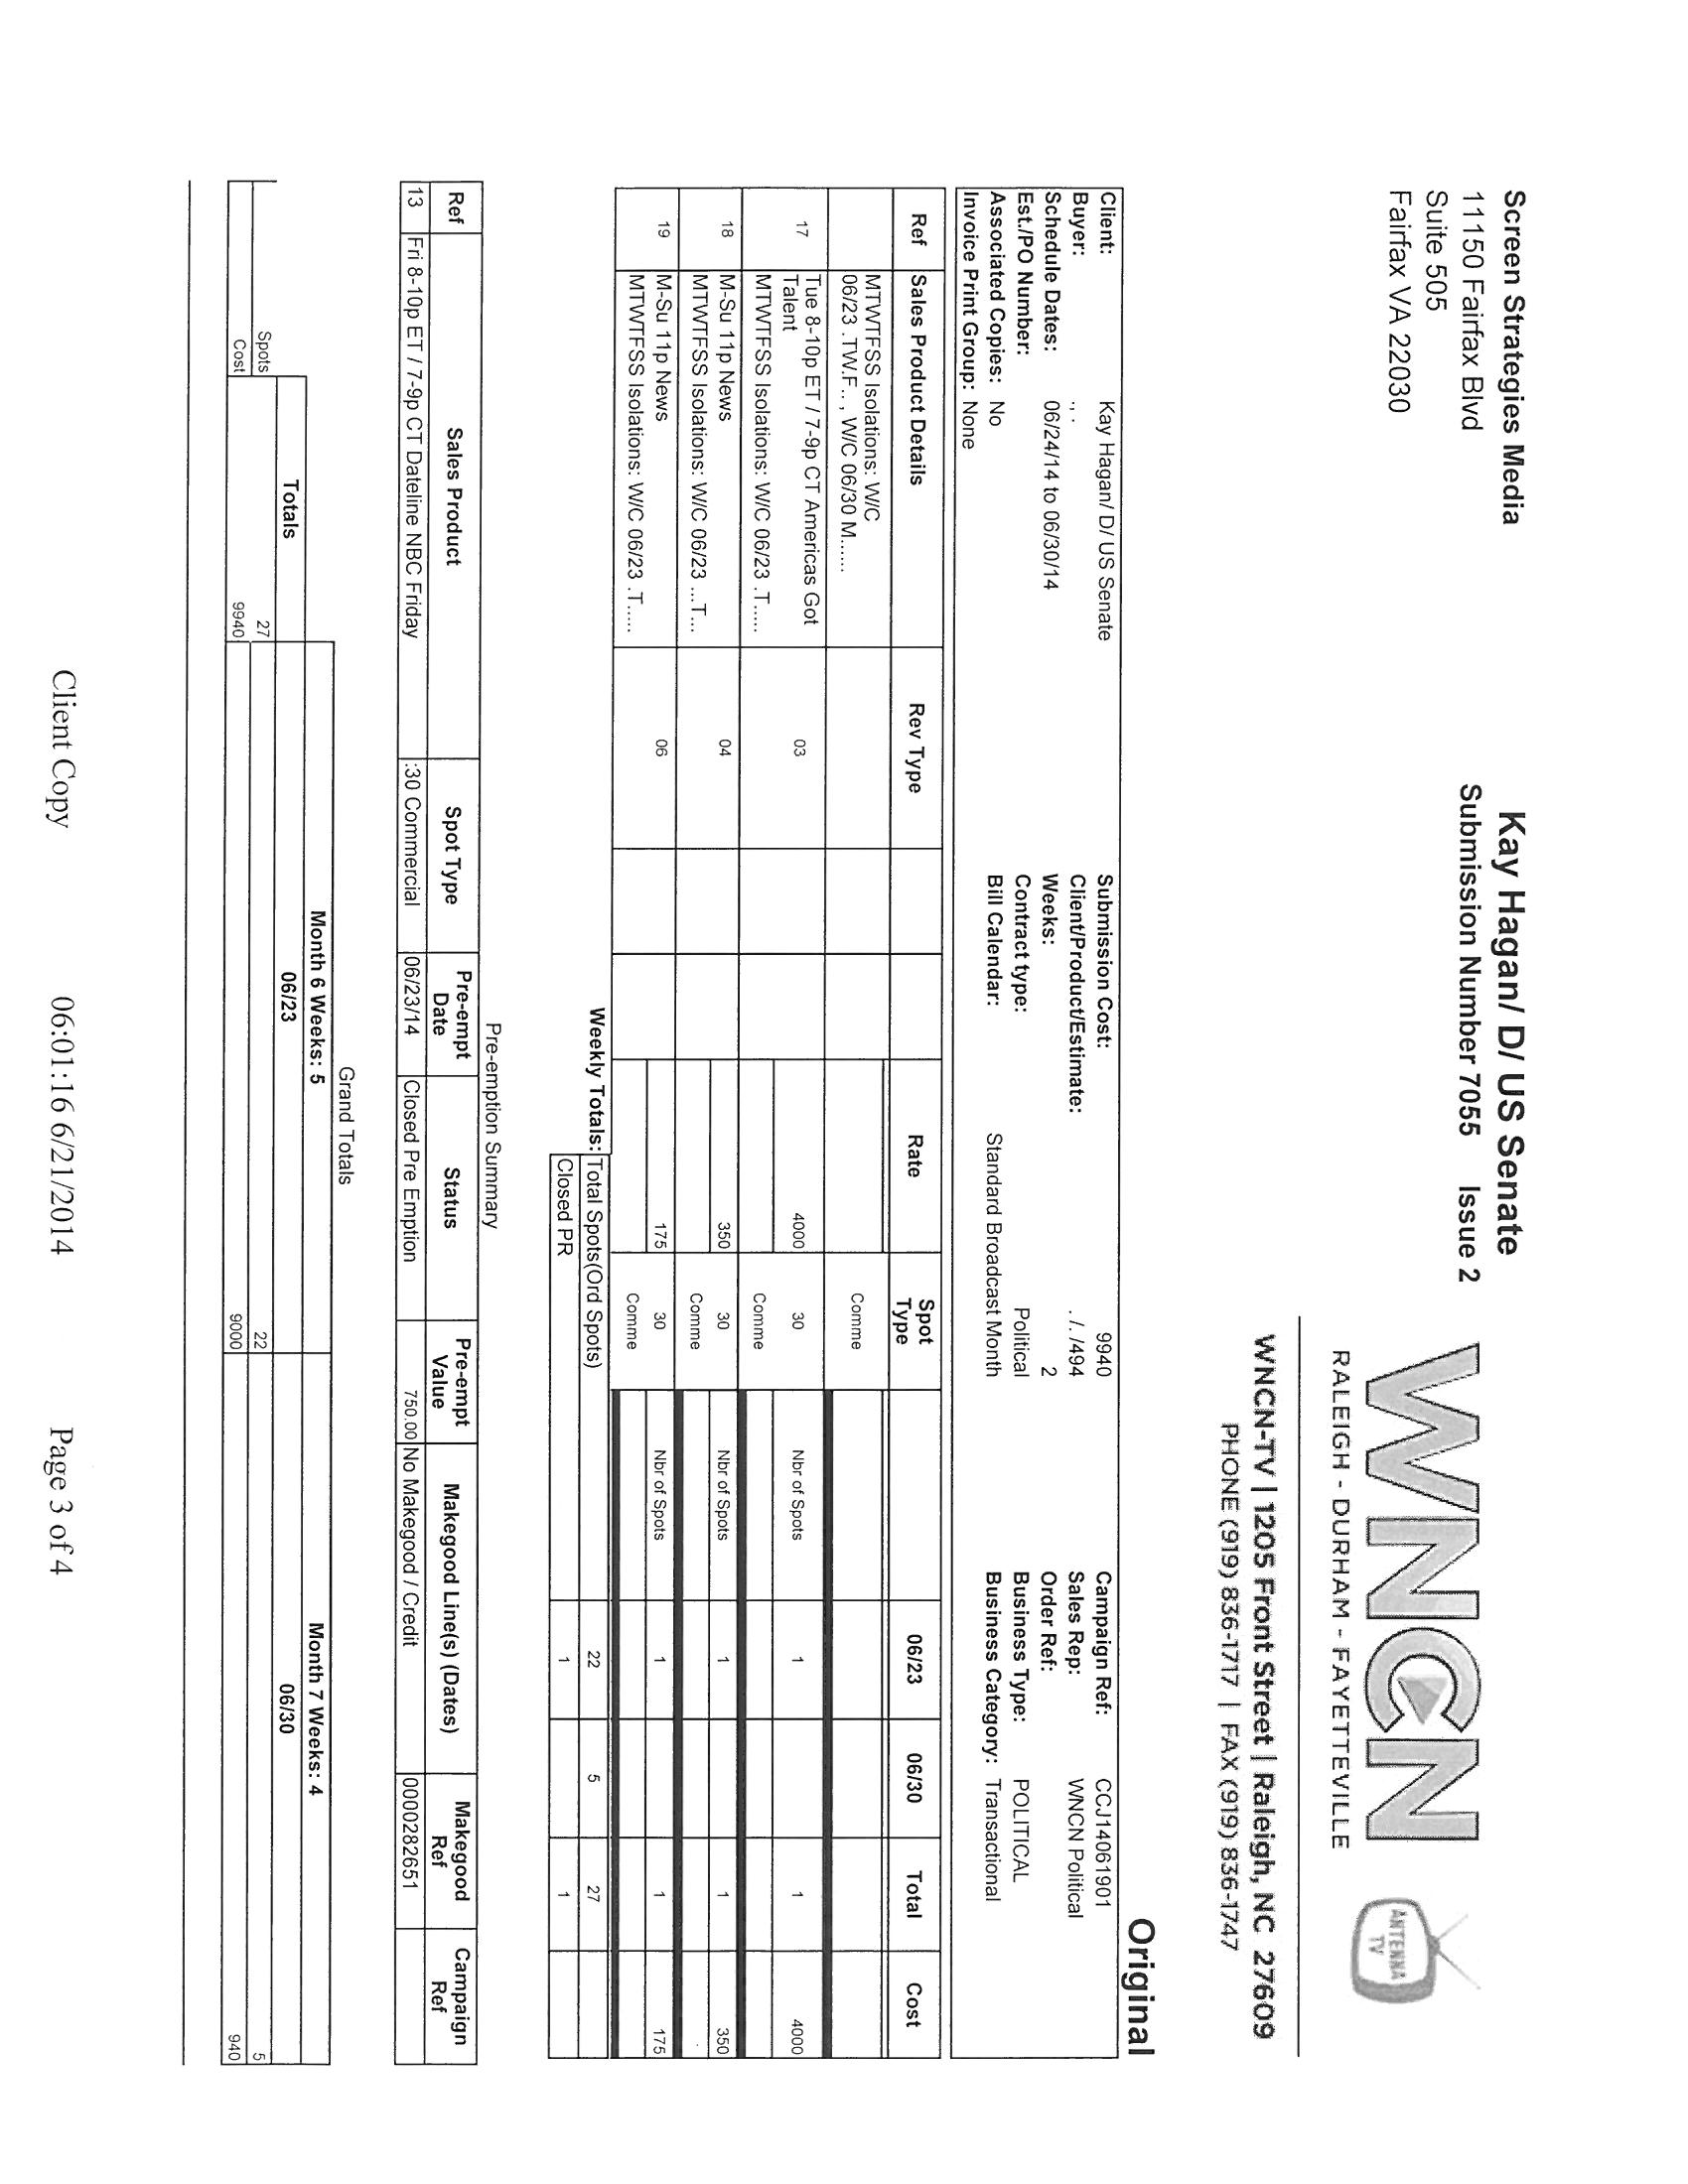 Screen Strategies Media
11150 Fairfax Blvd
Suite 505
Fairfax VA 22030
Kay Hagan/ D/ US Senate
Submission Number 7055 Issue 2
WNCN
ANTENNA
TV
RALEIGH - DURHAM - FAYETTEVILLE
WNCN-TV | 1205 Front Street | Raleigh, NC 27609
PHONE (919) 836-1717 | FAX (919) 836-1747
Original
Client: Kay Hagan/ D/ US Senate Submission Cost: 9940 Campaign Ref: CCJ14061901
Buyer: ., . Client/Product/Estimate: . /. /494 Sales Rep: WNCN Political
Schedule Dates: 06/24/14 to 06/30/14 Weeks: 2 Order Ref:
Est./PO Number: Contract type: Political Business Type: POLITICAL
Associated Copies: No Bill Calendar: Standard Broadcast Month Business Category: Transactional
Invoice Print Group: None
Ref Sales Product Details Rev Type Rate Spot Type 06/23 06/30 Total Cost
MTWTFSS Isolations: W/C
06/23 .TW.F.. , W/C 06/30 M...... Comme
17 Tue 8-10p ET / 7-9p CT Americas Got 03 4000 30 Nbr of Spots 1 1 4000
Talent
MTWTFSS Isolations: W/C 06/23 .T..... Comme
18 M-Su 11p News 04 350 30 Nbr of Spots 1 1 350
MTWTFSS Isolations: W/C 06/23 ...T... Comme
19 M-Su 11p News 06 175 30 Nbr of Spots 1 1 175
MTWTFSS Isolations: W/C 06/23 .T..... Comme
Weekly Totals: Total Spots(Ord Spots) 22 5 27
Closed PR 1 1
Pre-emption Summary
Ref Sales Product Spot Type Pre-empt Date Status Pre-empt Value Makegood Line(s) (Dates) Makegood Ref Campaign Ref
13 Fri 8-10p ET / 7-9p CT Dateline NBC Friday :30 Commercial 06/23/14 Closed Pre Emption 750.00 No Makegood / Credit 0000282651
Grand Totals
Month 6 Weeks: 5 Month 7 Weeks: 4
Totals 06/23 06/30
Spots 27 22 5
Cost 9940 9000 940
Client Copy 06:01:16 6/21/2014 Page 3 of 4